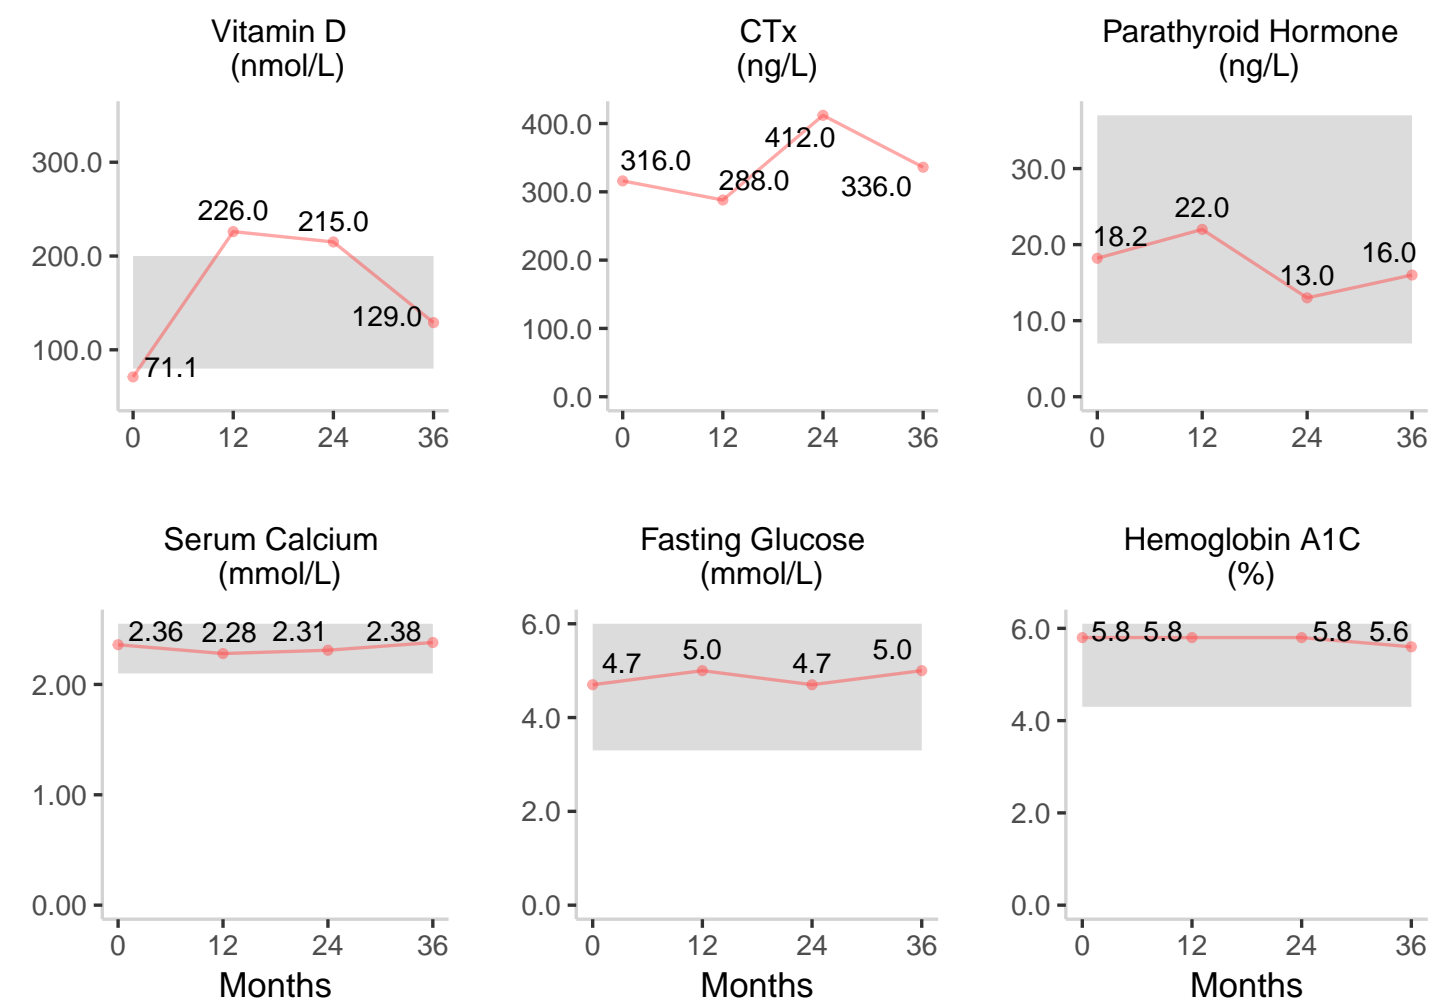 Vitamin D
(nmol/L)
300.0
200.0
100.0
226.0
215.0
129.0
71.1
0 12 24 36
CTx
(ng/L)
400.0
300.0
200.0
100.0
0.0
316.0
288.0
412.0
336.0
0 12 24 36
Parathyroid Hormone
(ng/L)
30.0
20.0
10.0
0.0
18.2
22.0
13.0
16.0
0 12 24 36
Serum Calcium
(mmol/L)
2.00
1.00
0.00
2.36 2.28 2.31 2.38
0 12 24 36
Months
Fasting Glucose
(mmol/L)
6.0
4.0
2.0
0.0
4.7 5.0 4.7 5.0
0 12 24 36
Months
Hemoglobin A1C
(%)
6.0
4.0
2.0
0.0
5.8 5.8 5.8 5.6
0 12 24 36
Months